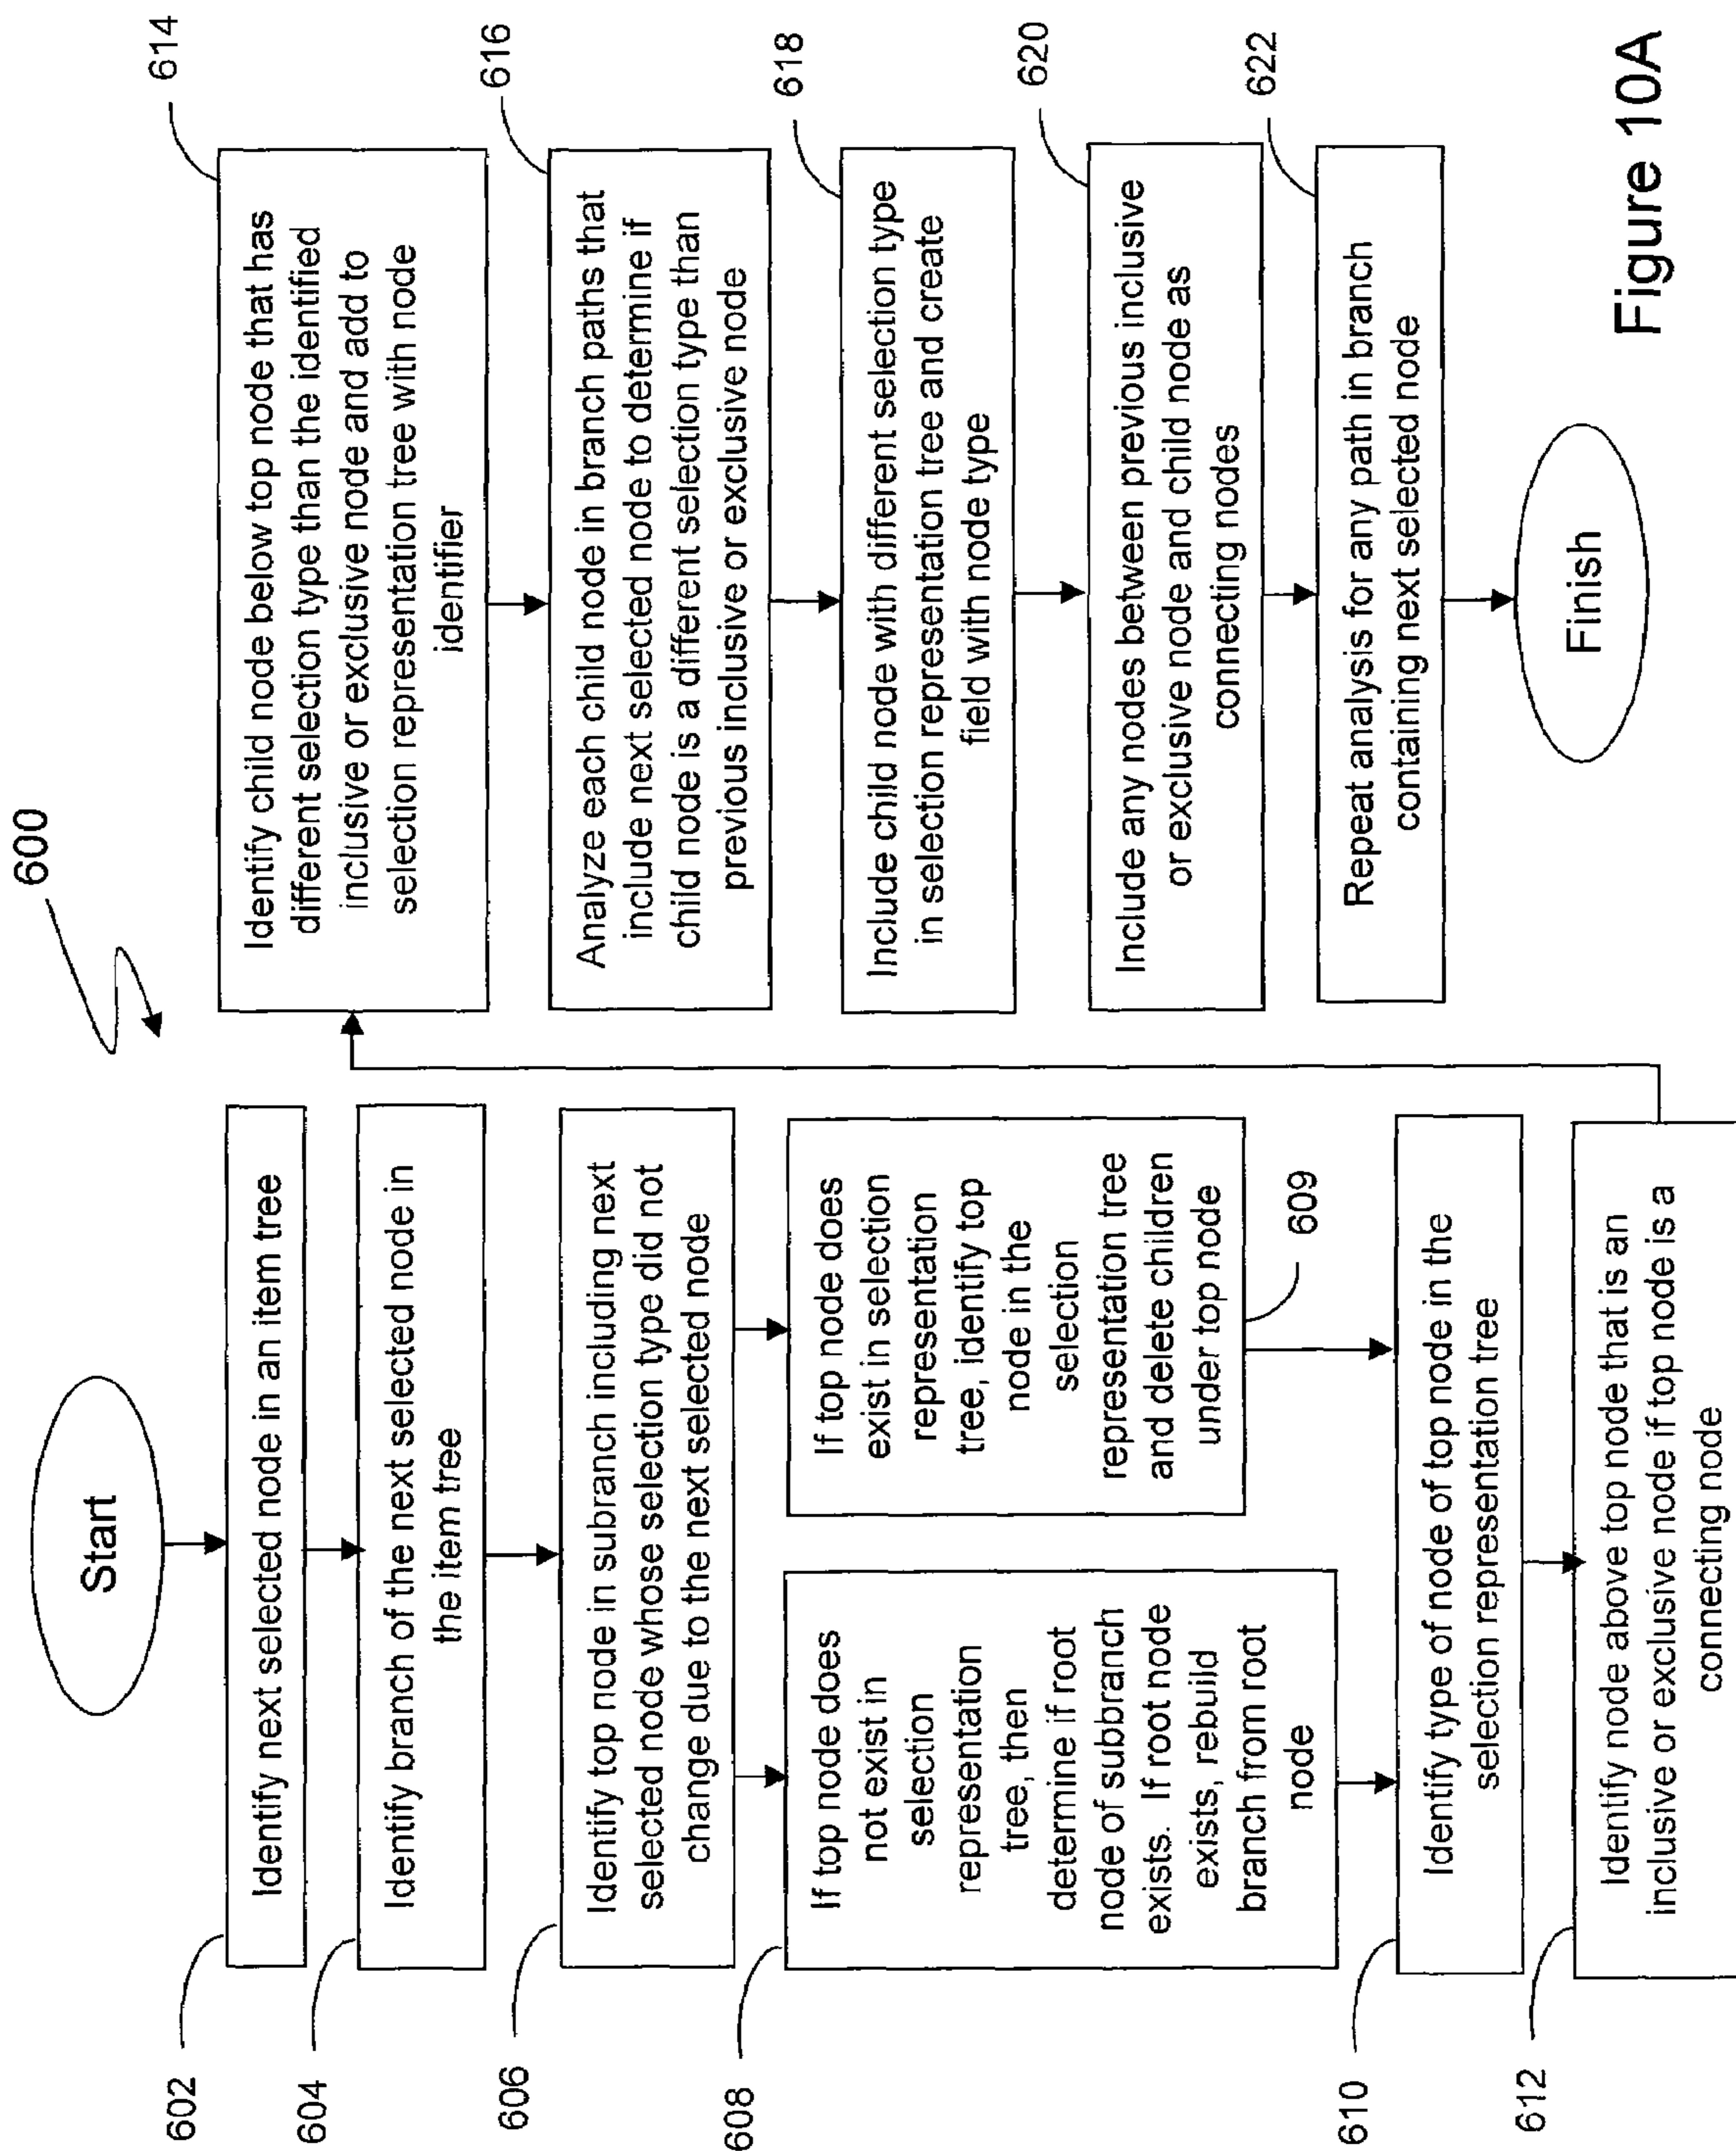 600
Start
602
Identify next selected node in an item tree
604
Identify branch of the next selected node in
the item tree
606
Identify top node in subranch including next
selected node whose selection type did not
change due to the next selected node
608
If top node does
not exist in
selection
representation
tree, then
determine if root
node of subranch
exists. If root node
exists, rebuild
branch from root
node
If top node does
exist in selection
representation
tree, identify top
node in the
selection
representation tree
and delete children
under top node
609
610
Identify type of node of top node in the
selection representation tree
612
Identify node above top node that is an
inclusive or exclusive node if top node is a
connecting node
614
Identify child node below top node that has
different selection type than the identified
inclusive or exclusive node and add to
selection representation tree with node
identifier
616
Analyze each child node in branch paths that
include next selected node to determine if
child node is a different selection type than
previous inclusive or exclusive node
618
Include child node with different selection type
in selection representation tree and create
field with node type
620
Include any nodes between previous inclusive
or exclusive node and child node as
connecting nodes
622
Repeat analysis for any path in branch
containing next selected node
Finish
Figure 10A